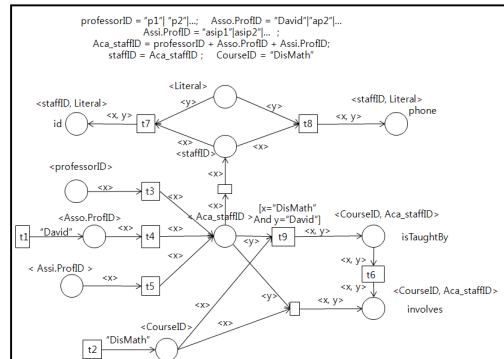 professorID = "p1"| "p2"|...; Asso.ProfID = "David"|"ap2"|...
Assi.ProfID = "asip1"|asip2"|... ;
Aca_staffID = professorID + Asso.ProfID + Assi.ProfID;
staffID = Aca_staffID ; CourseID = "DisMath"
<Literal>
<y> <y>
<staffID, Literal> <staffID, Literal>
<x, y> t7 t8 <x, y> phone
id <x> <x>
<staffID>
<x>
<professorID>
<x> t3 <x>
[x="DisMath"
<Asso.ProfID> < Aca_staffID > And y="David"] <CourseID, Aca_staffID>
t1 "David" <x> t4 <x> <y> t9 <x, y> isTaughtBy
< Assi.ProfID > <x, y>
<x> t5 <x> <y> t6
<x> <x, y>
<CourseID, Aca_staffID>
<CourseID> <x> <x, y> involves
t2 "DisMath"